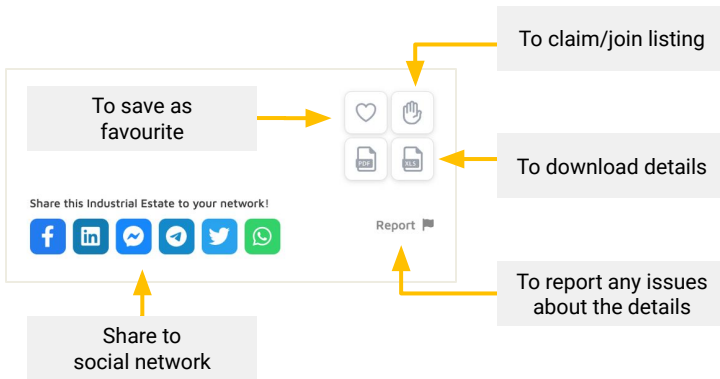 To claim/join listing
To save as
favourite
PDF
XLS
To download details
Share this Industrial Estate to your network!
f
in
Report
To report any issues
about the details
Share to
social network